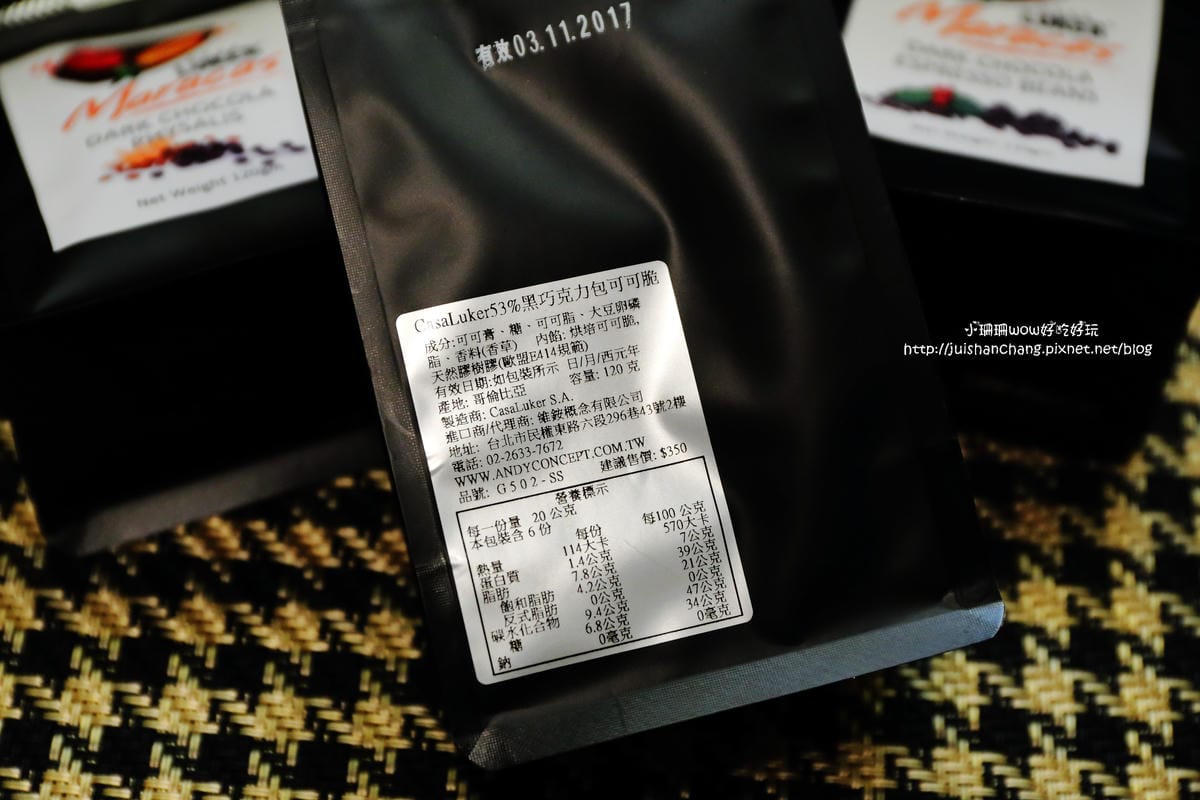 有效03.11.2017
LUKER
Maracas
DARK CHOCOLA
PHYSALIS
Net Weight 120gr.
LUKER
Maracas
DARK CHOCOLA
ESPRESSO BEANS
CasaLuker53%黑巧克力包可可脆
成分:可可膏、糖、可可脂、大豆卵磷
脂、香料(香草) 內餡: 烘培可可脆,
天然膠樹膠(歐盟E414規範)
有效日期:如包裝所示 日/月/西元年
產地: 哥倫比亞 容量: 120 克
製造商: CasaLuker S.A.
進口商/代理商: 維銨概念有限公司
地址: 台北市民權東路六段296巷43號2樓
電話: 02-2633-7672
WWW.ANDYCONCEPT.COM.TW
品號: G502-SS 建議售價: $350
營養標示
每一份量 20 公克
本包裝含 6 份
每份 每100 公克
熱量 114大卡 570大卡
蛋白質 1.4公克 7公克
脂肪 7.8公克 39公克
飽和脂肪 4.2公克 21公克
反式脂肪 0公克 0公克
碳水化合物 9.4公克 47公克
糖 6.8公克 34公克
鈉 0毫克 0毫克
小珊珊wow好吃好玩
http://juishanchang.pixnet.net/blog